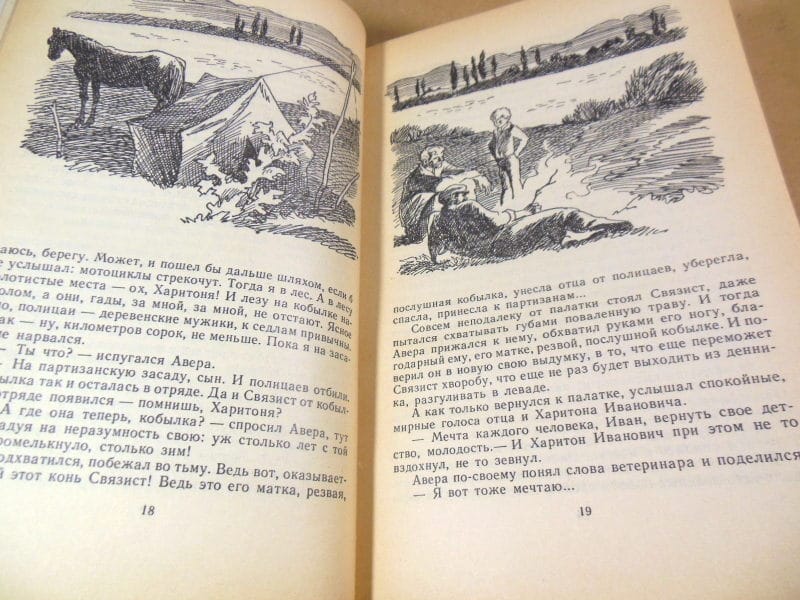 аюсь, берегу. Может, и пошел бы дальше шляхом, если б
е услышал: мотоциклы стрекочут. Тогда я в лес. А в лесу
лотистые места — ох, Харитоня! И лезу на кобылке на-
лом, а они, гады, за мной, за мной, не отстают. Ясное
о, полицаи — деревенские мужики, к седлам привычны.
ак — ну, километров сорок, не меньше. Пока я на заса-
не нарвался.
— Ты что? — испугался Авера.
— На партизанскую засаду, сын. И полицаев отбили.
ылка так и осталась в отряде. Да и Связист от кобыл-
отряде появился — помнишь, Харитоня?
А где она теперь, кобылка? — спросил Авера, тут
адуя на неразумность свою: уж столько лет с той
ромелькнуло, столько зим!
одхватился, побежал во тьму. Ведь вот, оказывает-
й этот конь Связист! Ведь это его матка, резвая,
18
послушная кобылка, унесла отца от полицаев, уберегла,
спасла, принесла к партизанам...
Совсем неподалеку от палатки стоял Связист, даже
пытался схватывать губами поваленную траву. И тогда
Авера прижался к нему, обхватил руками его ногу, бла-
годарный ему, его матке, резвой, послушной кобылке. И по-
верил он в новую свою выдумку, в то, что еще переможет
Связист хворобу, что еще не раз будет выходить из денни-
ка, разгуливать в леваде.
А как только вернулся к палатке, услышал спокойные,
мирные голоса отца и Харитона Ивановича.
— Мечта каждого человека, Иван, вернуть свое дет-
ство, молодость.— И Харитон Иванович при этом не то
вздохнул, не то зевнул.
Авера по-своему понял слова ветеринара и поделился
— Я вот тоже мечтаю...
19